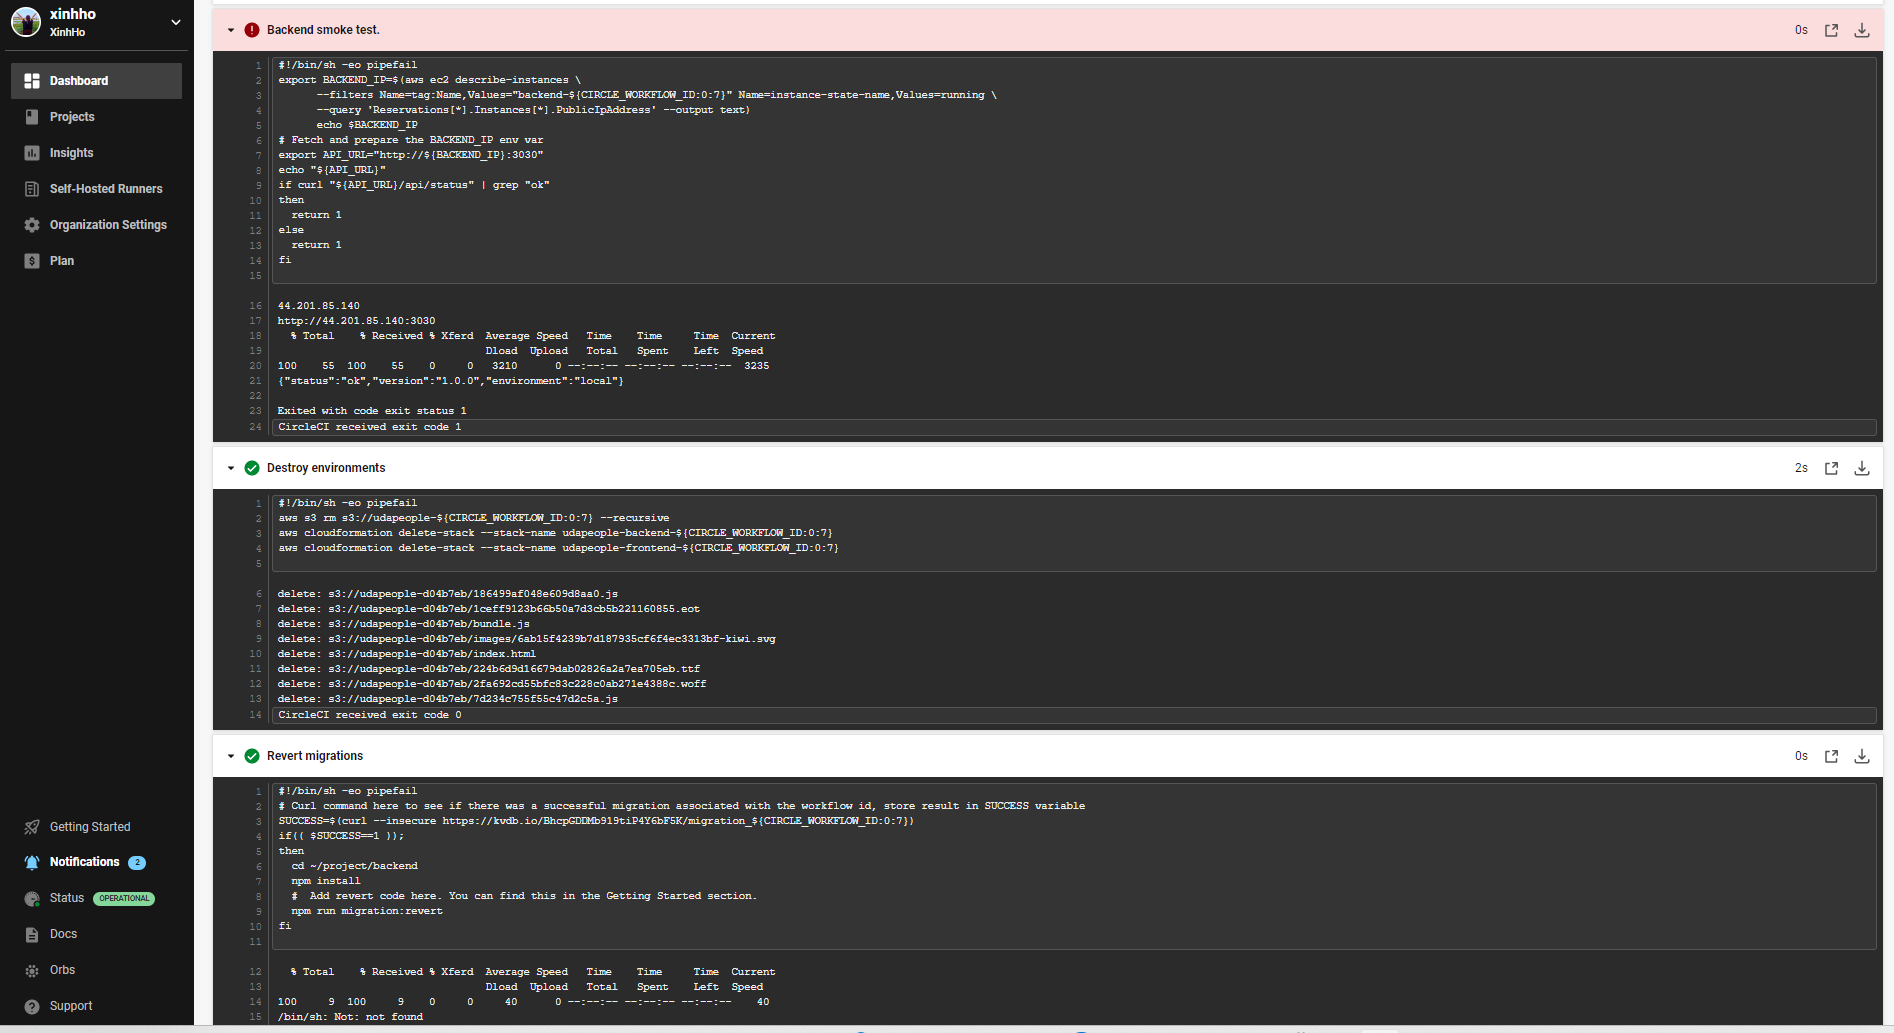 xinhho
XinhHo
Dashboard
Projects
Insights
Self-Hosted Runners
Organization Settings
Plan
Getting Started
Notifications 2
Status OPERATIONAL
Docs
Orbs
Support
Backend smoke test. 0s
1 #!/bin/sh -eo pipefail
2 export BACKEND_IP=$(aws ec2 describe-instances \
3 --filters Name=tag:Name,Values="backend-${CIRCLE_WORKFLOW_ID:0:7}" Name=instance-state-name,Values=running \
4 --query 'Reservations[*].Instances[*].PublicIpAddress' --output text)
5 echo $BACKEND_IP
6 # Fetch and prepare the BACKEND_IP env var
7 export API_URL="http://${BACKEND_IP}:3030"
8 echo "${API_URL}"
9 if curl "${API_URL}/api/status" | grep "ok"
10 then
11 return 1
12 else
13 return 1
14 fi
15
16 44.201.85.140
17 http://44.201.85.140:3030
18 % Total % Received % Xferd Average Speed Time Time Time Current
19 Dload Upload Total Spent Left Speed
20 100 55 100 55 0 0 3210 0 --:--:-- --:--:-- --:--:-- 3235
21 {"status":"ok","version":"1.0.0","environment":"local"}
22
23 Exited with code exit status 1
24 CircleCI received exit code 1
Destroy environments 2s
1 #!/bin/sh -eo pipefail
2 aws s3 rm s3://udapeople-${CIRCLE_WORKFLOW_ID:0:7} --recursive
3 aws cloudformation delete-stack --stack-name udapeople-backend-${CIRCLE_WORKFLOW_ID:0:7}
4 aws cloudformation delete-stack --stack-name udapeople-frontend-${CIRCLE_WORKFLOW_ID:0:7}
5
6 delete: s3://udapeople-d04b7eb/186499af048e609d8aa0.js
7 delete: s3://udapeople-d04b7eb/1ceff9123b66b50a7d3cb5b221160855.eot
8 delete: s3://udapeople-d04b7eb/bundle.js
9 delete: s3://udapeople-d04b7eb/images/6ab15f4239b7d187935cf6f4ec3313bf-kiwi.svg
10 delete: s3://udapeople-d04b7eb/index.html
11 delete: s3://udapeople-d04b7eb/224b6d9d16679dab02826a2a7ea705eb.ttf
12 delete: s3://udapeople-d04b7eb/2fa692cd55bfc83c228c0ab271e4388c.woff
13 delete: s3://udapeople-d04b7eb/7d234c755f55c47d2c5a.js
14 CircleCI received exit code 0
Revert migrations 0s
1 #!/bin/sh -eo pipefail
2 # Curl command here to see if there was a successful migration associated with the workflow id, store result in SUCCESS variable
3 SUCCESS=$(curl --insecure https://kvdb.io/BhcpGDDMb919tiP4Y6bF5K/migration_${CIRCLE_WORKFLOW_ID:0:7})
4 if(( $SUCCESS==1 ));
5 then
6 cd ~/project/backend
7 npm install
8 # Add revert code here. You can find this in the Getting Started section.
9 npm run migration:revert
10 fi
11
12 % Total % Received % Xferd Average Speed Time Time Time Current
13 Dload Upload Total Spent Left Speed
14 100 9 100 9 0 0 40 0 --:--:-- --:--:-- --:--:-- 40
15 /bin/sh: Not: not found